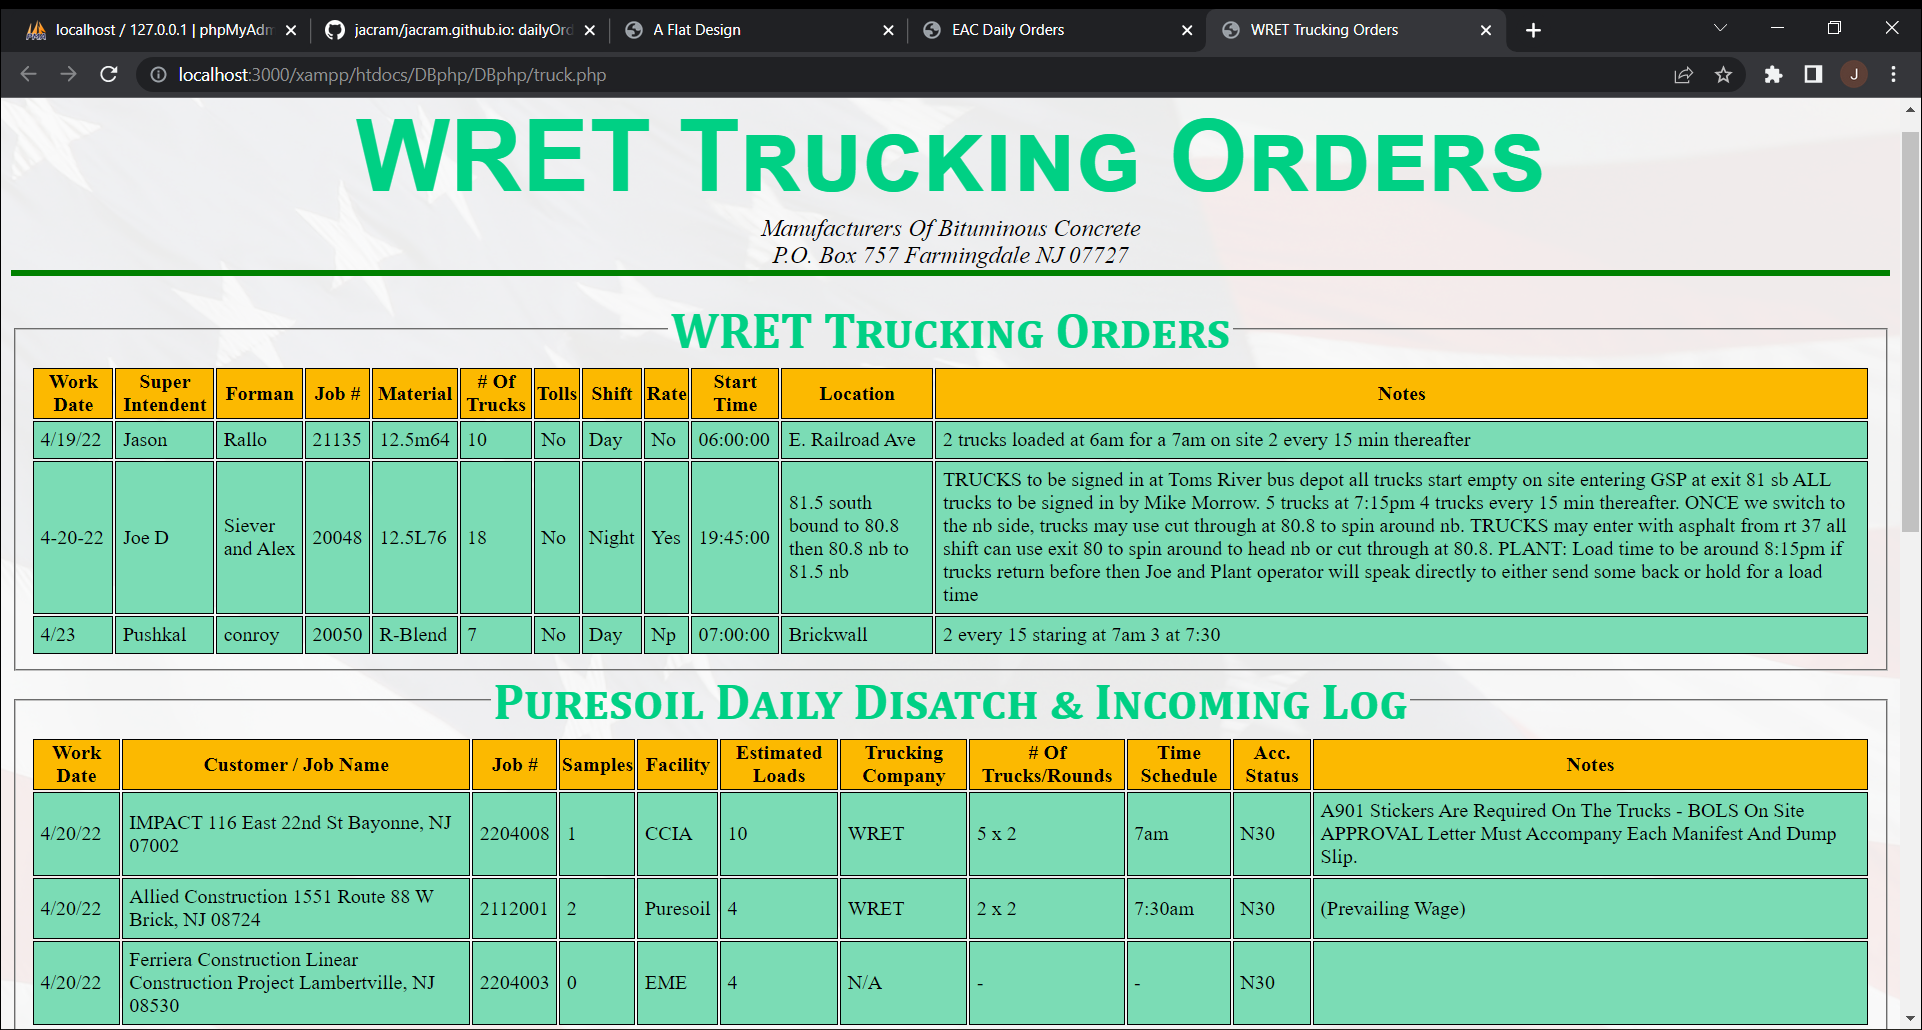 localhost / 127.0.0.1 | phpMyAdm
jacram/jacram.github.io: dailyOrd
A Flat Design
EAC Daily Orders
WRET Trucking Orders
localhost:3000/xampp/htdocs/DBphp/DBphp/truck.php
J
WRET Trucking Orders
Manufacturers Of Bituminous Concrete
P.O. Box 757 Farmingdale NJ 07727
WRET Trucking Orders
Work Date Super Intendent Forman Job # Material # Of Trucks Tolls Shift Rate Start Time Location Notes
4/19/22 Jason Rallo 21135 12.5m64 10 No Day No 06:00:00 E. Railroad Ave 2 trucks loaded at 6am for a 7am on site 2 every 15 min thereafter
4-20-22 Joe D Siever and Alex 20048 12.5L76 18 No Night Yes 19:45:00
81.5 south
bound to 80.8
then 80.8 nb to
81.5 nb
TRUCKS to be signed in at Toms River bus depot all trucks start empty on site entering GSP at exit 81 sb ALL
trucks to be signed in by Mike Morrow. 5 trucks at 7:15pm 4 trucks every 15 min thereafter. ONCE we switch to
the nb side, trucks may use cut through at 80.8 to spin around nb. TRUCKS may enter with asphalt from rt 37 all
shift can use exit 80 to spin around to head nb or cut through at 80.8. PLANT: Load time to be around 8:15pm if
trucks return before then Joe and Plant operator will speak directly to either send some back or hold for a load
time
4/23 Pushkal conroy 20050 R-Blend 7 No Day Np 07:00:00 Brickwall 2 every 15 staring at 7am 3 at 7:30
Puresoil Daily Disatch & Incoming Log
Work Date Customer / Job Name Job # Samples Facility Estimated Loads Trucking Company # Of Trucks/Rounds Time Schedule Acc. Status Notes
4/20/22
IMPACT 116 East 22nd St Bayonne, NJ
07002
2204008 1 CCIA 10 WRET 5 x 2 7am N30
A901 Stickers Are Required On The Trucks - BOLS On Site
APPROVAL Letter Must Accompany Each Manifest And Dump
Slip.
4/20/22
Allied Construction 1551 Route 88 W
Brick, NJ 08724
2112001 2 Puresoil 4 WRET 2 x 2 7:30am N30 (Prevailing Wage)
4/20/22
Ferriera Construction Linear
Construction Project Lambertville, NJ
08530
2204003 0 EME 4 N/A - - N30